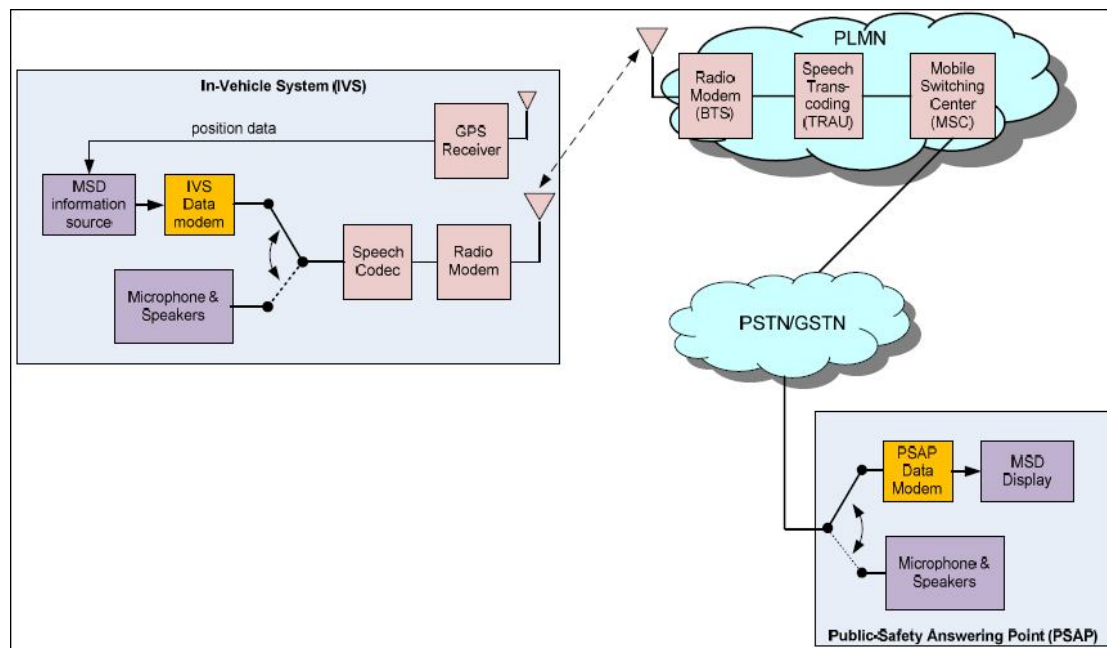 In-Vehicle System (IVS)
position data
GPS
Receiver
MSD
information
source
IVS
Data
modem
Speech
Codec
Radio
Modem
Microphone &
Speakers
PLMN
Radio
Modem
(BTS)
Speech
Trans-
coding
(TRAU)
Mobile
Switching
Center
(MSC)
PSTN/GSTN
PSAP
Data
Modem
MSD
Display
Microphone &
Speakers
Public-Safety Answering Point (PSAP)